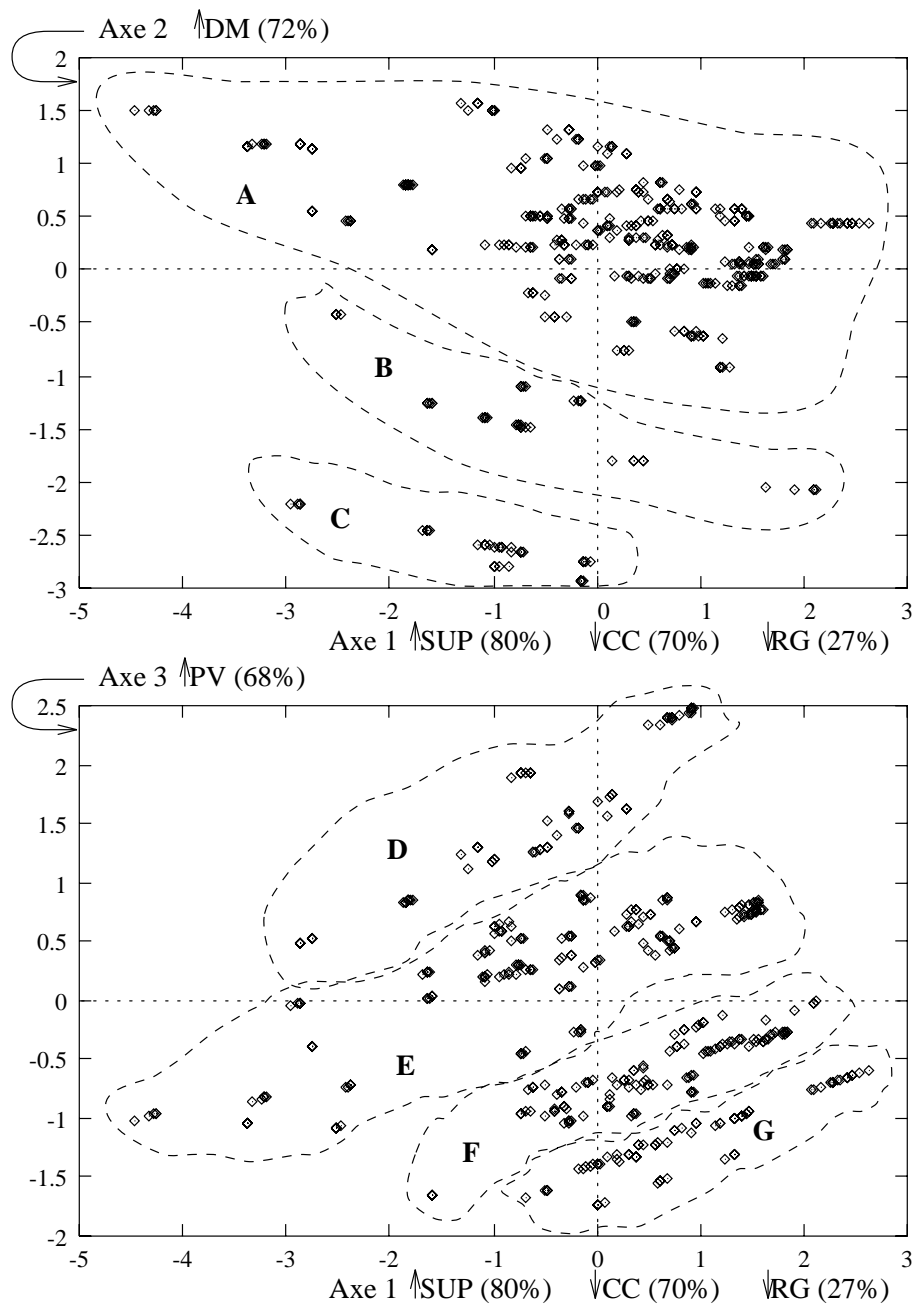 Axe 2 ↑DM (72%)
2
1.5
1
0.5
0
-0.5
-1
-1.5
-2
-2.5
-3
A
B
C
-5 -4 -3 -2 -1 0 1 2 3
Axe 1 ↑SUP (80%) ↓CC (70%) ↓RG (27%)
Axe 3 ↑PV (68%)
2.5
2
1.5
1
0.5
0
-0.5
-1
-1.5
-2
D
E
F
G
-5 -4 -3 -2 -1 0 1 2 3
Axe 1 ↑SUP (80%) ↓CC (70%) ↓RG (27%)